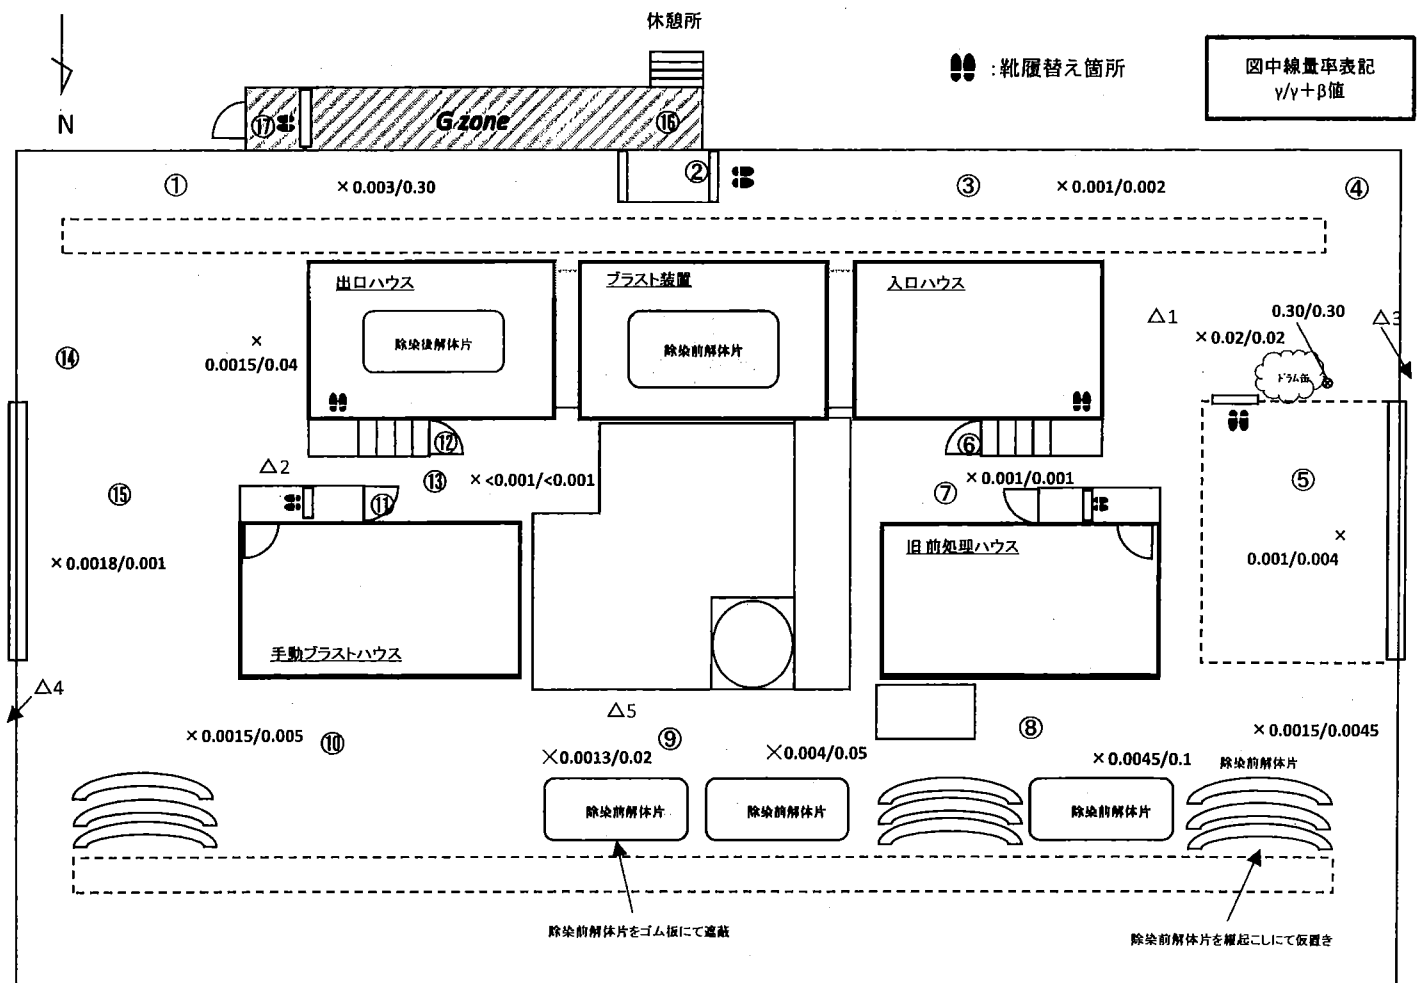 休憩所
:靴履替え箇所
図中線量率表記
γ/γ+β値
N
⑰
G zone
⑯
①
×0.003/0.30
②
③
×0.001/0.002
④
出口ハウス
ブラスト装置
入口ハウス
除染後解体片
除染前解体片
△1
0.30/0.30
△3
×0.02/0.02
ドラム缶
⑭
×
0.0015/0.04
⑫
⑥
△2
⑬
×<0.001/<0.001
×0.001/0.001
⑮
⑪
⑦
⑤
×
0.001/0.004
×0.0018/0.001
旧前処理ハウス
手動ブラストハウス
△4
△5
×0.0015/0.005
⑩
⑨
⑧
×0.0015/0.0045
×0.0013/0.02
×0.004/0.05
×0.0045/0.1
除染前解体片
除染前解体片
除染前解体片
除染前解体片
除染前解体片をゴム板にて遮蔽
除染前解体片を縦起こしにて仮置き